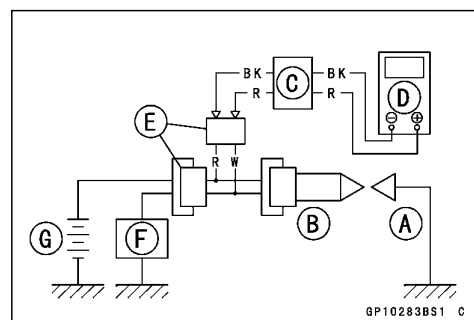 BK C BK
R R D
E ⊖ ⊕
R W
G F B A
GP10283BS1 C